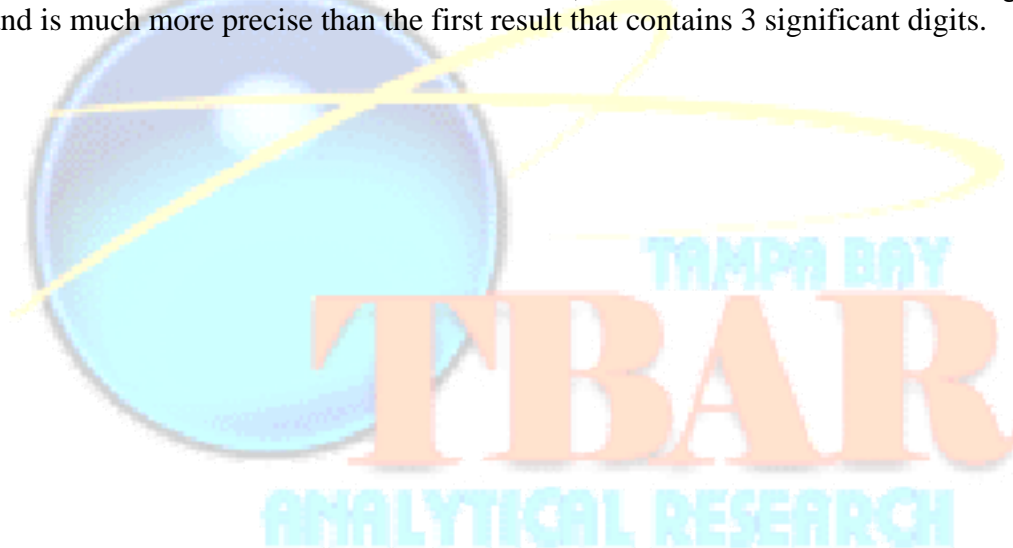 nd is much more precise than the first result that contains 3 significant digits.
TAMPA BAY
TBAR
ANALYTICAL RESEARCH